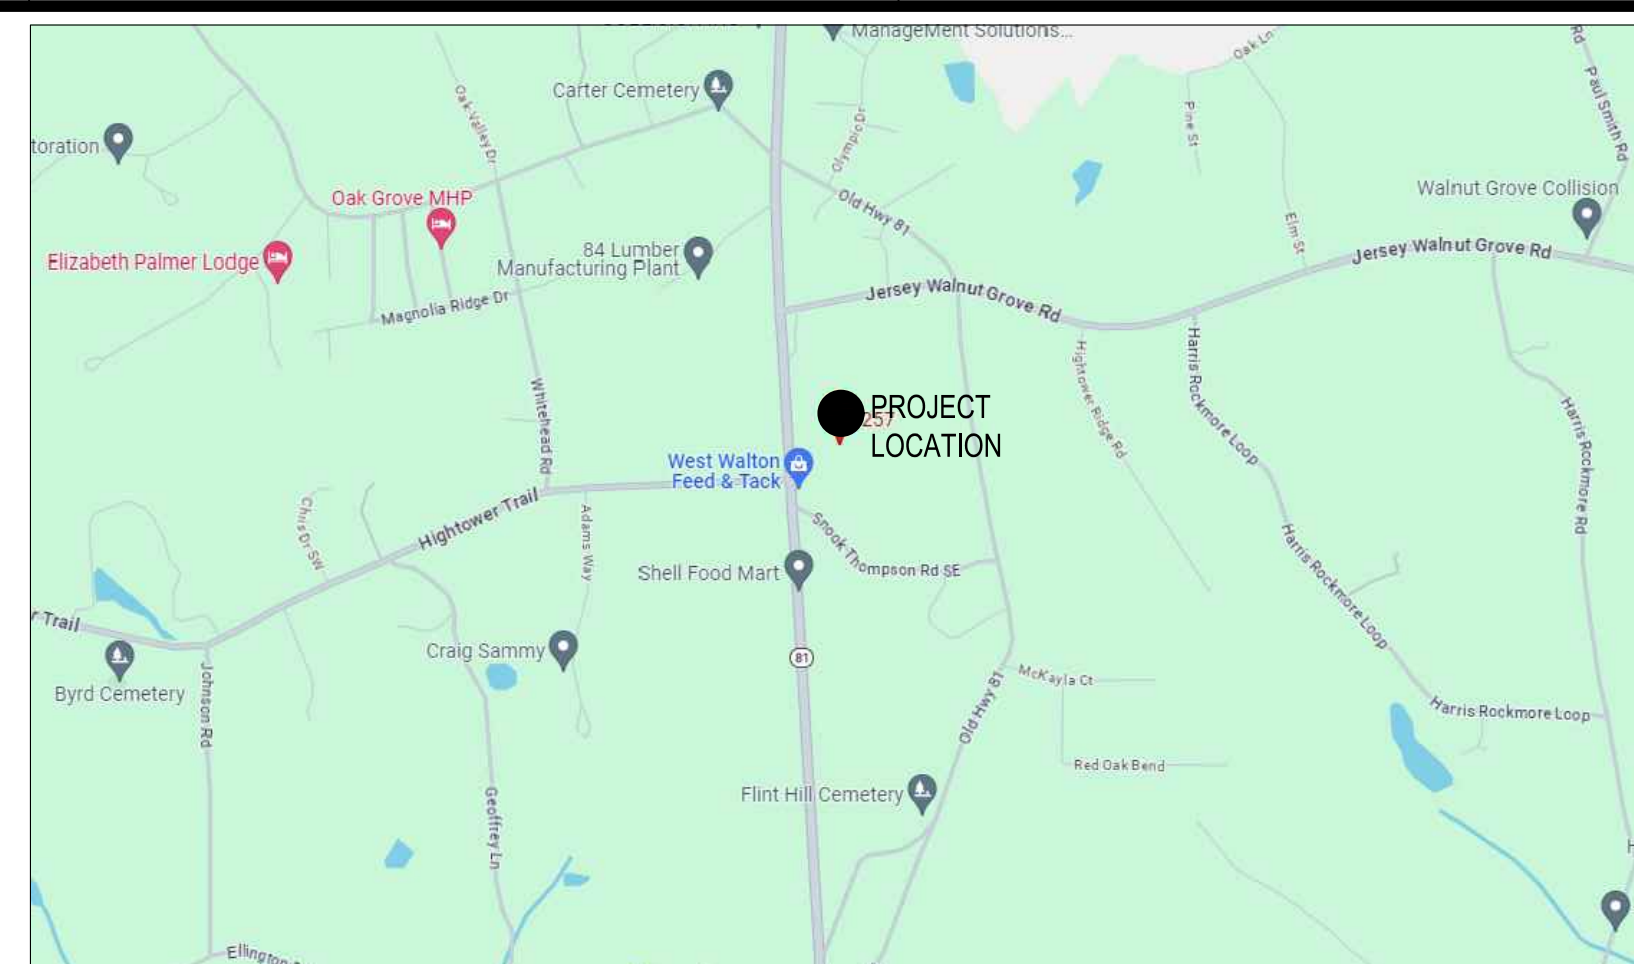 ManageMent Solutions...
Oak Ln
Rd
Carter Cemetery
Oak Valley Dr
Olympic Dr
Pine St
Paul Smith Rd
toration
Oak Grove MHP
Old Hwy 81
Walnut Grove Collision
Elm St
Elizabeth Palmer Lodge
84 Lumber
Manufacturing Plant
Jersey Walnut Grove Rd
Jersey Walnut Grove Rd
Magnolia Ridge Dr
Hightower Ridge Rd
Harris Rockmore Loop
Whitehead Rd
PROJECT
257
LOCATION
Harris Rockmore Rd
West Walton
Feed & Tack
Hightower Trail
Chris Dr SW
Adams Way
Snook Thompson Rd SE
Harris Rockmore Loop
Shell Food Mart
r Trail
Craig Sammy
81
Byrd Cemetery
Johnson Rd
McKayla Ct
Old Hwy 81
Harris Rockmore Loop
Red Oak Bend
Flint Hill Cemetery
Geoffrey Ln
H
Ellington